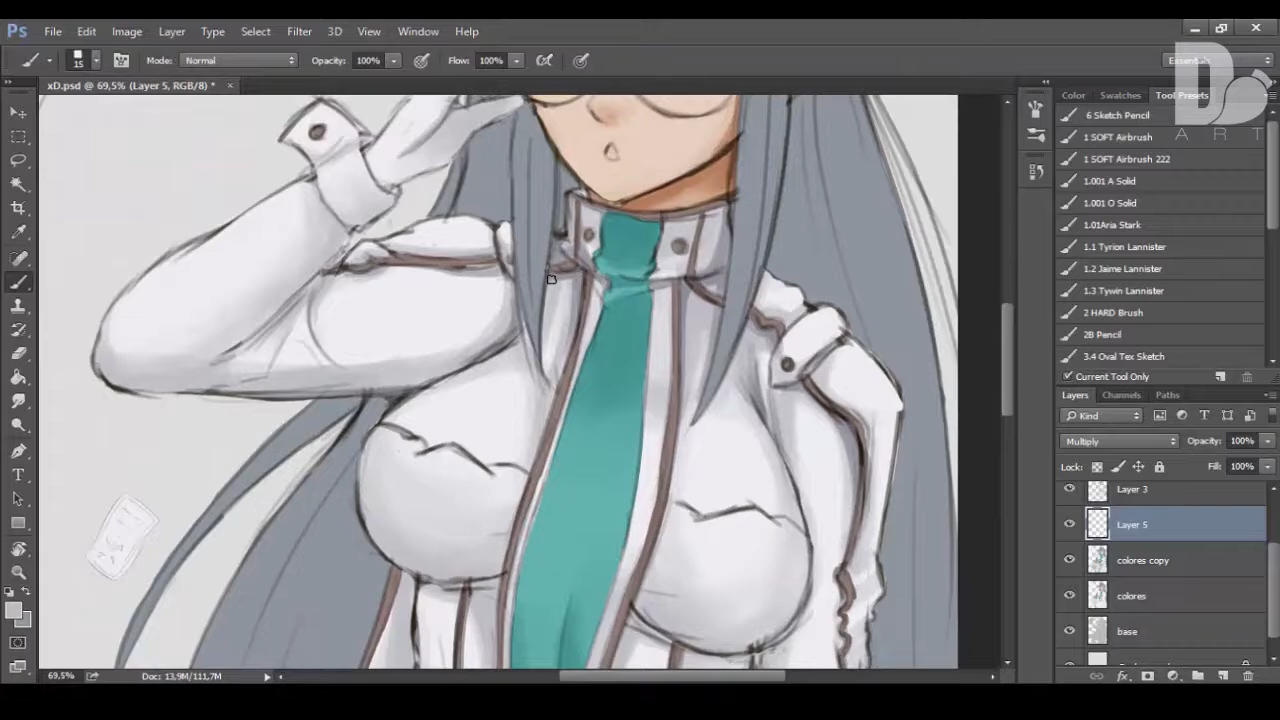 Ps File Edit Image Layer Type Select Filter 3D View Window Help
15 Mode: Normal Opacity: 100% Flow: 100% Essentials
xD.psd @ 69,5% (Layer 5, RGB/8) * ×
D
ART
Color Swatches Tool Presets
6 Sketch Pencil
1 SOFT Airbrush
1 SOFT Airbrush 222
1.001 A Solid
1.001 O Solid
1.01Aria Stark
1.1 Tyrion Lannister
1.2 Jaime Lannister
1.3 Tywin Lannister
2 HARD Brush
2B Pencil
3.4 Oval Tex Sketch
Current Tool Only
Layers Channels Paths
Kind
Multiply Opacity: 100%
Lock: Fill: 100%
Layer 3
Layer 5
colores copy
colores
base
69,5% Doc: 13,9M/111,7M